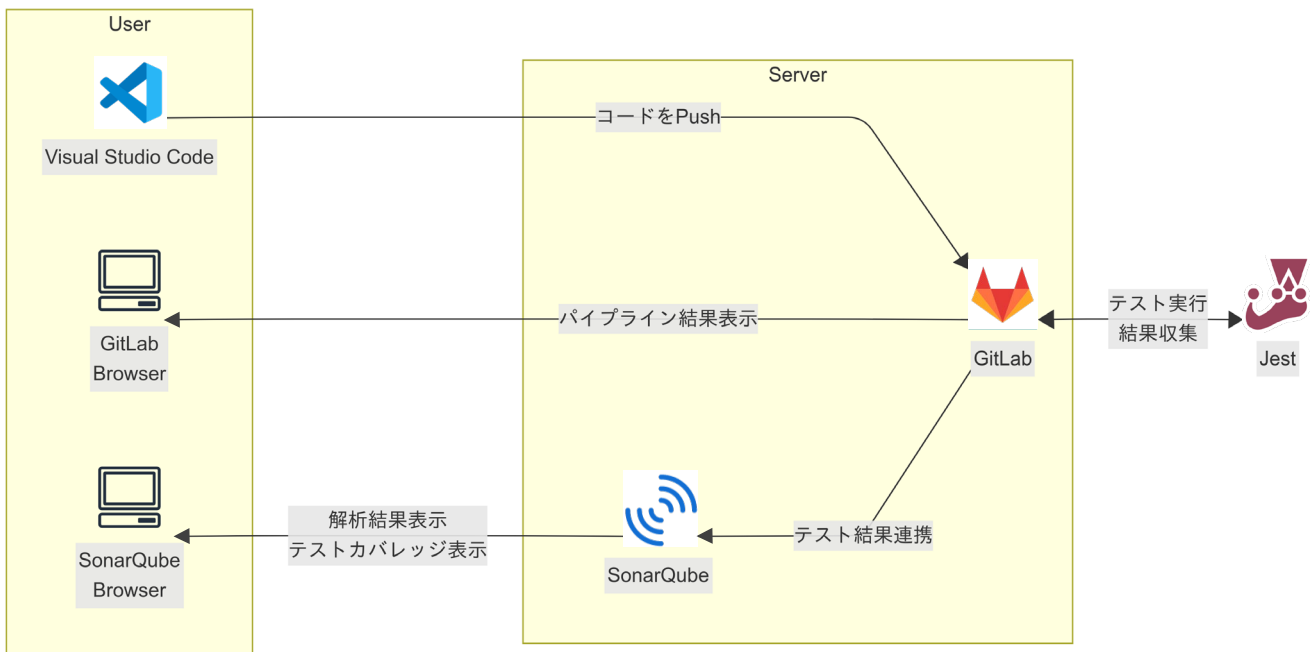 User
Server
Visual Studio Code
コードをPush
GitLab
Browser
パイプライン結果表示
GitLab
テスト実行
結果収集
Jest
SonarQube
Browser
解析結果表示
テストカバレッジ表示
SonarQube
テスト結果連携